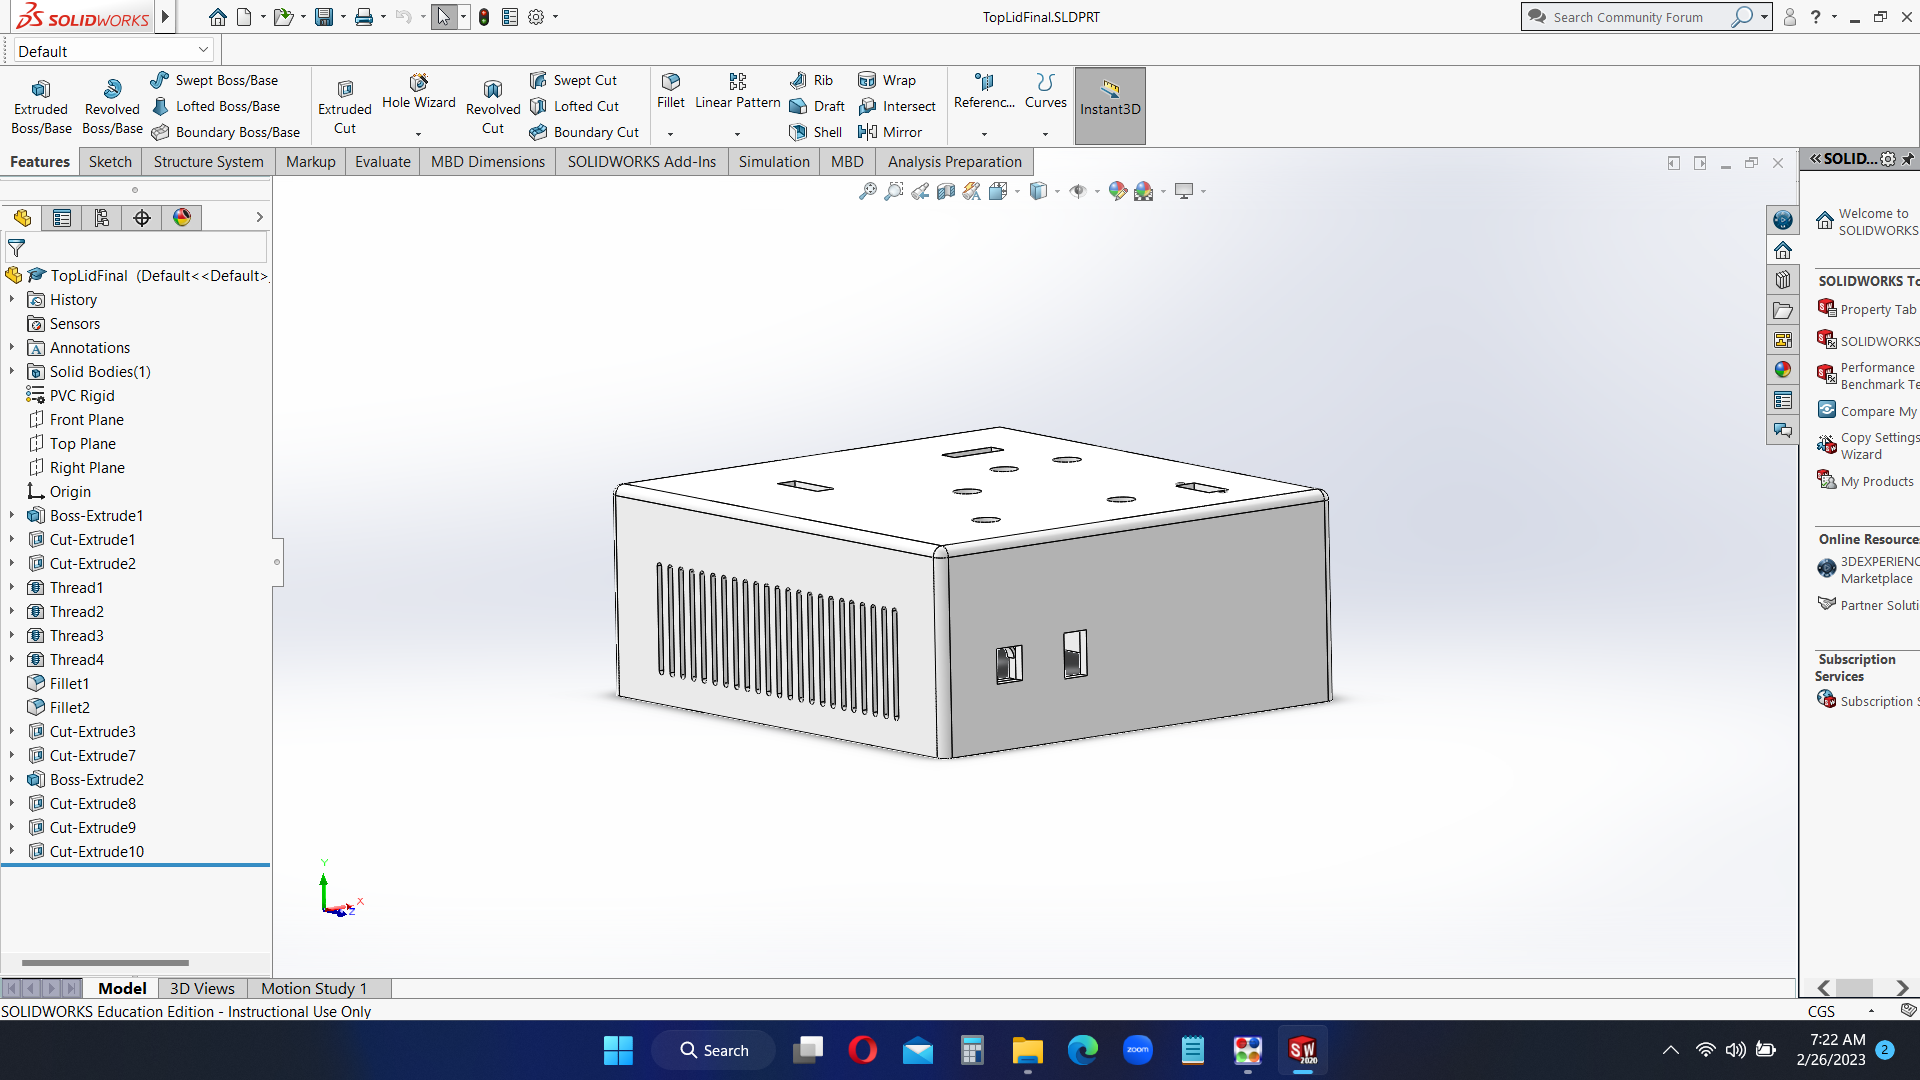 SOLIDWORKS
TopLidFinal.SLDPRT
Search Community Forum
?
Default
Extruded
Boss/Base
Revolved
Boss/Base
Swept Boss/Base
Lofted Boss/Base
Boundary Boss/Base
Extruded
Cut
Hole Wizard
Revolved
Cut
Swept Cut
Lofted Cut
Boundary Cut
Fillet
Linear Pattern
Rib
Draft
Shell
Wrap
Intersect
Mirror
Referenc...
Curves
Instant3D
Features
Sketch
Structure System
Markup
Evaluate
MBD Dimensions
SOLIDWORKS Add-Ins
Simulation
MBD
Analysis Preparation
SOLID...
TopLidFinal (Default<<Default>
History
Sensors
Annotations
Solid Bodies(1)
PVC Rigid
Front Plane
Top Plane
Right Plane
Origin
Boss-Extrude1
Cut-Extrude1
Cut-Extrude2
Thread1
Thread2
Thread3
Thread4
Fillet1
Fillet2
Cut-Extrude3
Cut-Extrude7
Boss-Extrude2
Cut-Extrude8
Cut-Extrude9
Cut-Extrude10
Y
X
Z
Welcome to
SOLIDWORKS
SOLIDWORKS To
Property Tab
SOLIDWORKS
Performance
Benchmark Te
Compare My
Copy Settings
Wizard
My Products
Online Resource
3DEXPERIENC
Marketplace
Partner Soluti
Subscription
Services
Subscription S
Model
3D Views
Motion Study 1
SOLIDWORKS Education Edition - Instructional Use Only
CGS
Search
zoom
SW
2020
7:22 AM
2/26/2023
2